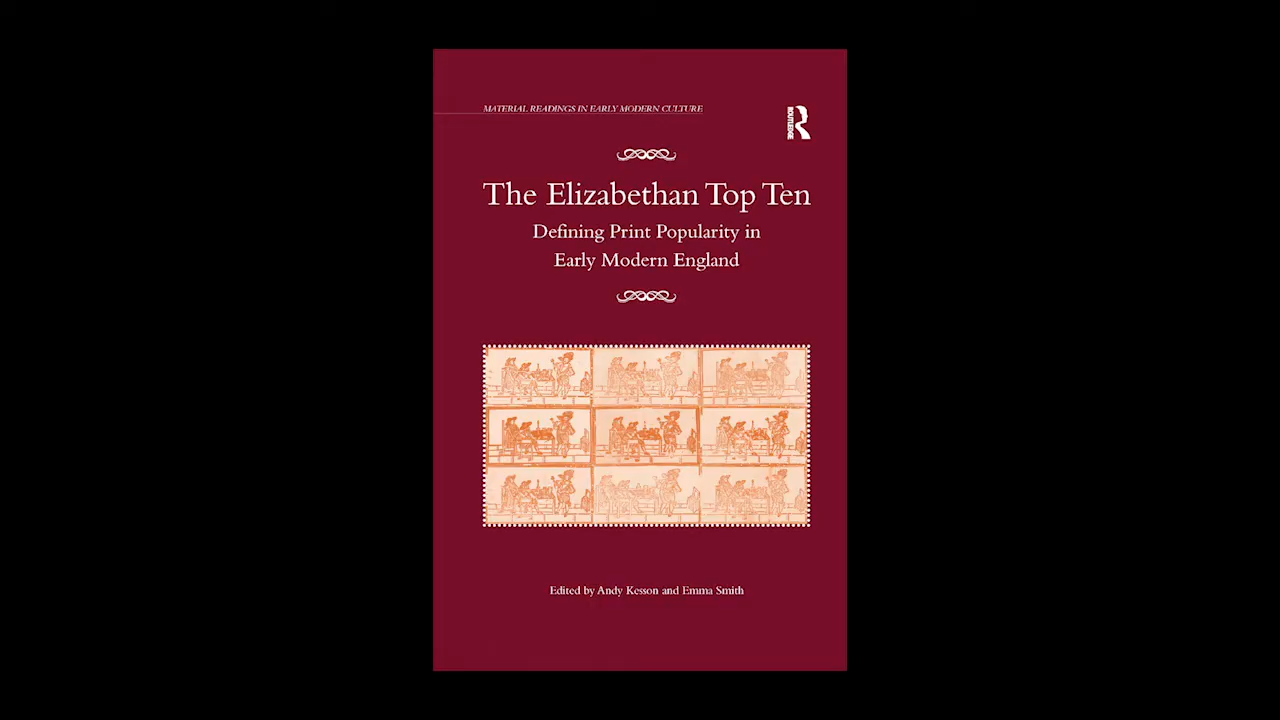 MATERIAL READINGS IN EARLY MODERN CULTURE
ROUTLEDGE
The Elizabethan Top Ten
Defining Print Popularity in
Early Modern England
Edited by Andy Kesson and Emma Smith